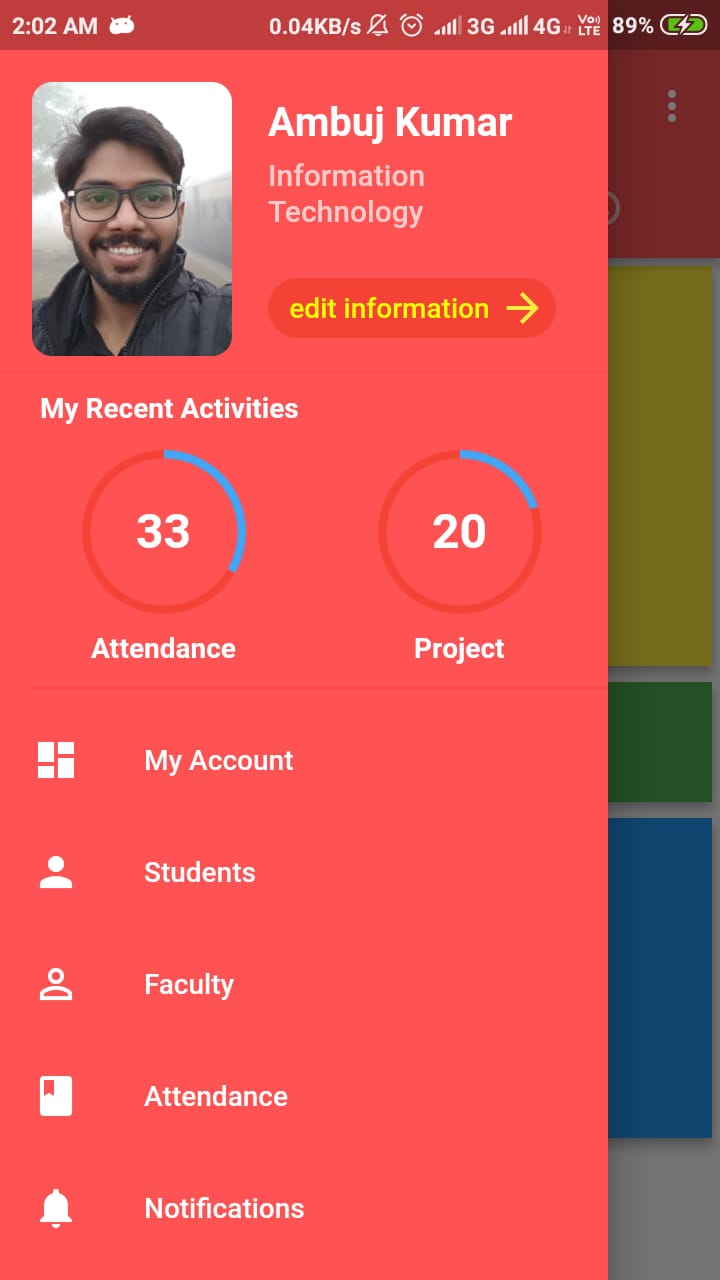 2:02 AM 0.04KB/s 3G 4G Vo) LTE 89%
Ambuj Kumar
Information
Technology
edit information
My Recent Activities
33 20
Attendance Project
My Account
Students
Faculty
Attendance
Notifications